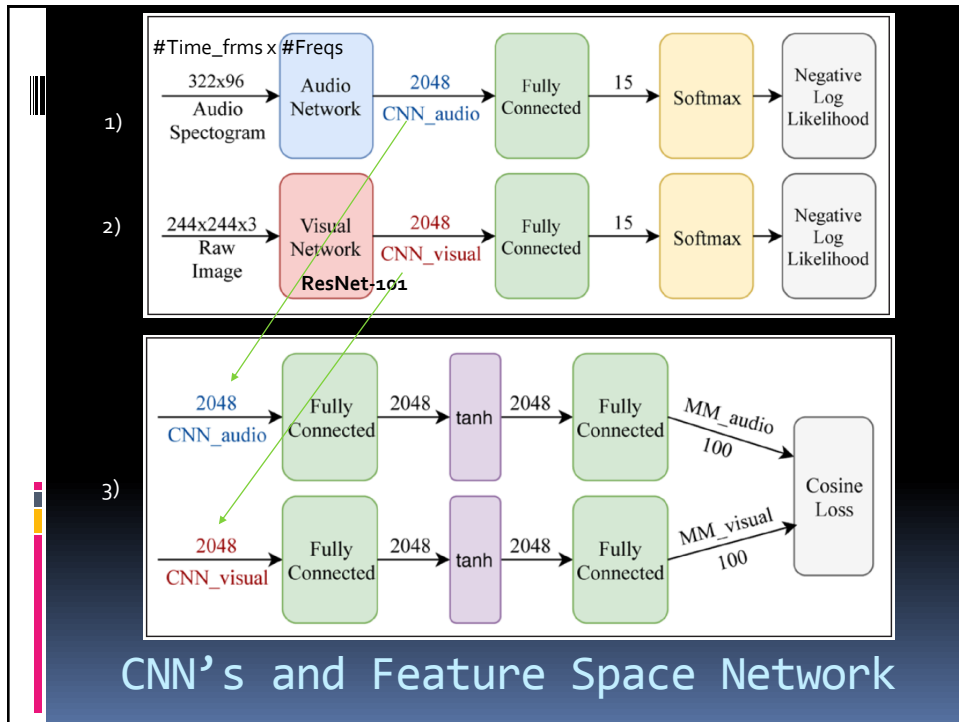 #Time_frms x #Freqs
1)
322x96
Audio
Spectogram
Audio
Network
2048
CNN_audio
Fully
Connected
15
Softmax
Negative
Log
Likelihood
2)
244x244x3
Raw
Image
Visual
Network
ResNet-101
2048
CNN_visual
Fully
Connected
15
Softmax
Negative
Log
Likelihood
3)
2048
CNN_audio
Fully
Connected
2048
tanh
2048
Fully
Connected
MM_audio
100
2048
CNN_visual
Fully
Connected
2048
tanh
2048
Fully
Connected
MM_visual
100
Cosine
Loss
CNN's and Feature Space Network